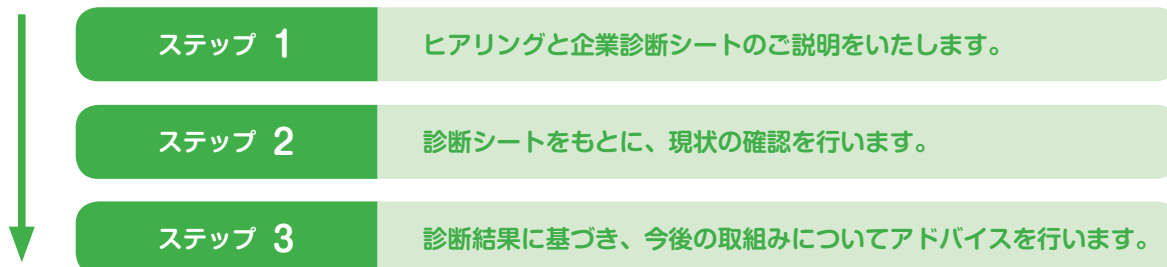 ステップ 1 ヒアリングと企業診断シートのご説明をいたします。
ステップ 2 診断シートをもとに、現状の確認を行います。
ステップ 3 診断結果に基づき、今後の取組みについてアドバイスを行います。